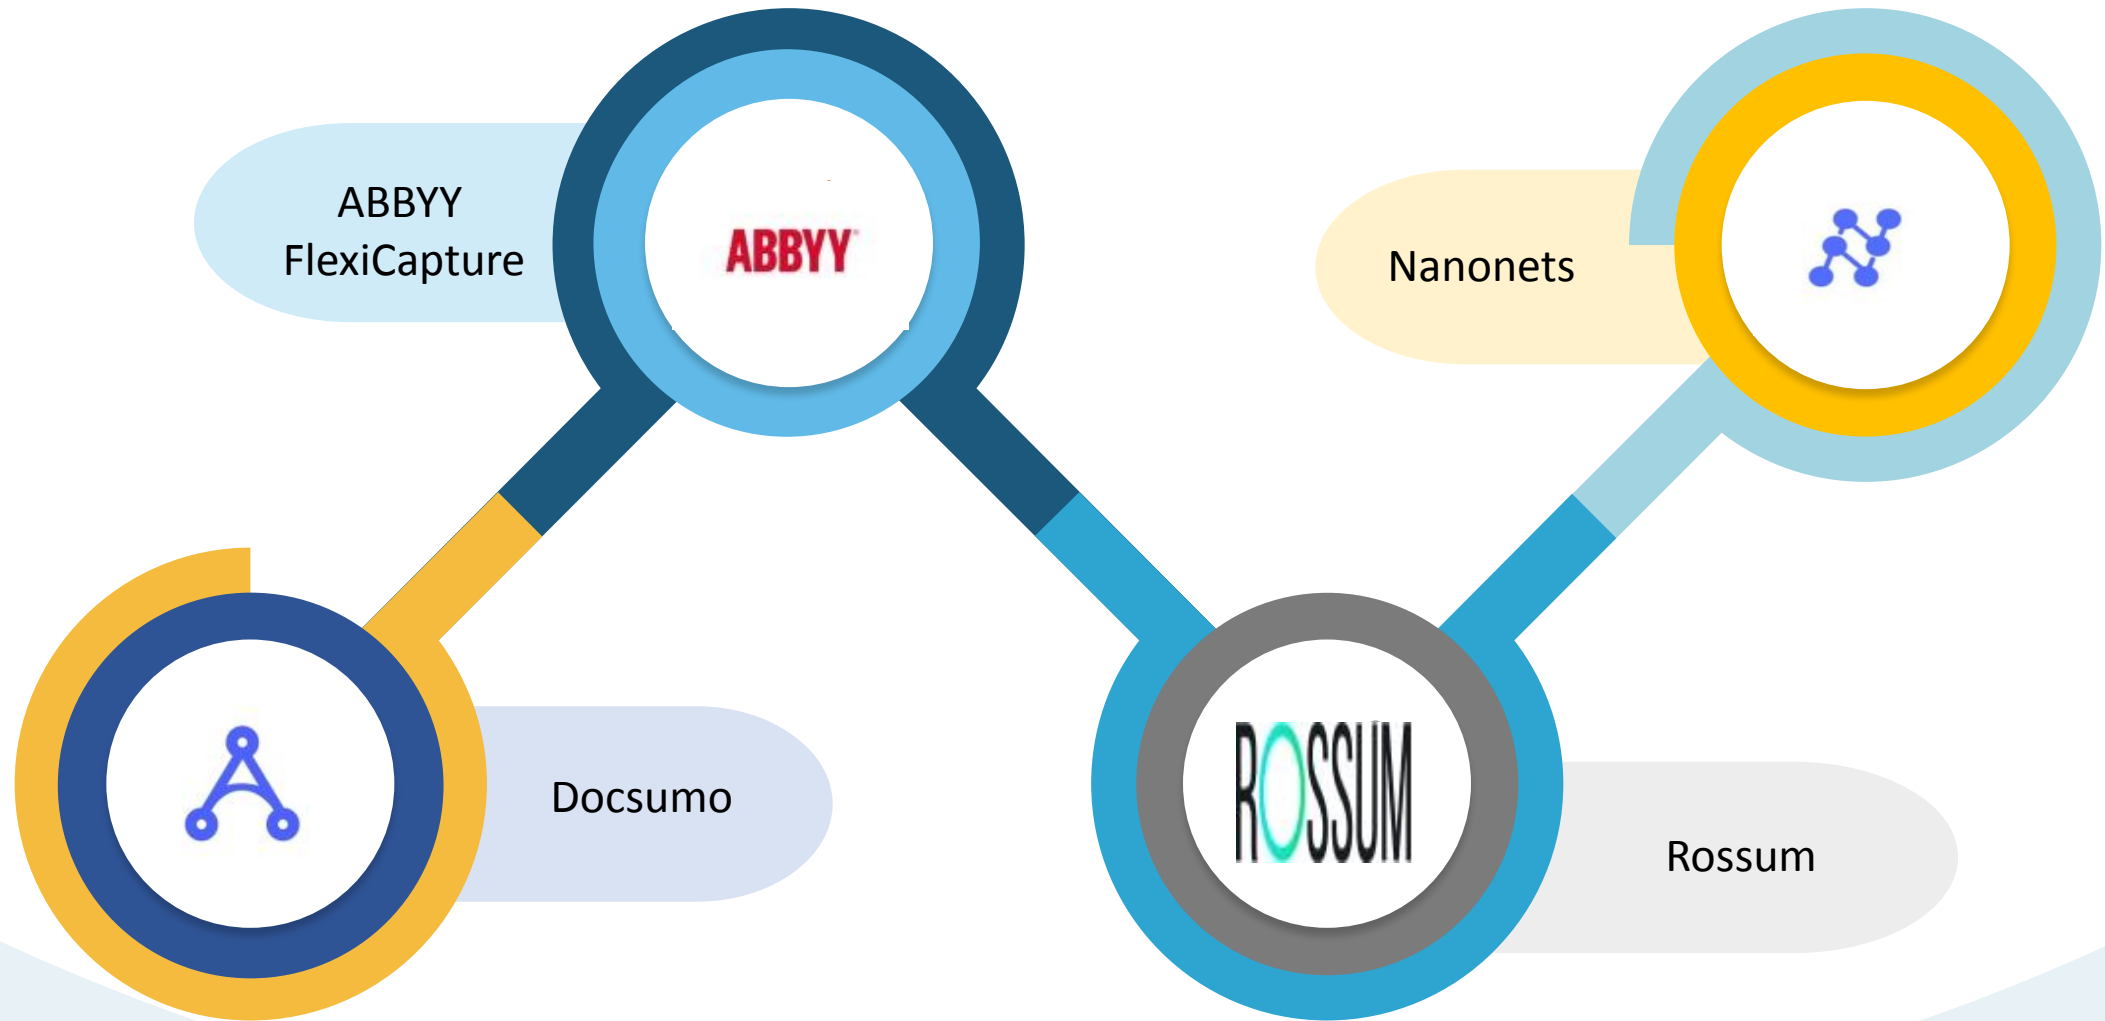 ABBYY
FlexiCapture
ABBYY
Nanonets
Docsumo
ROSSUM
Rossum